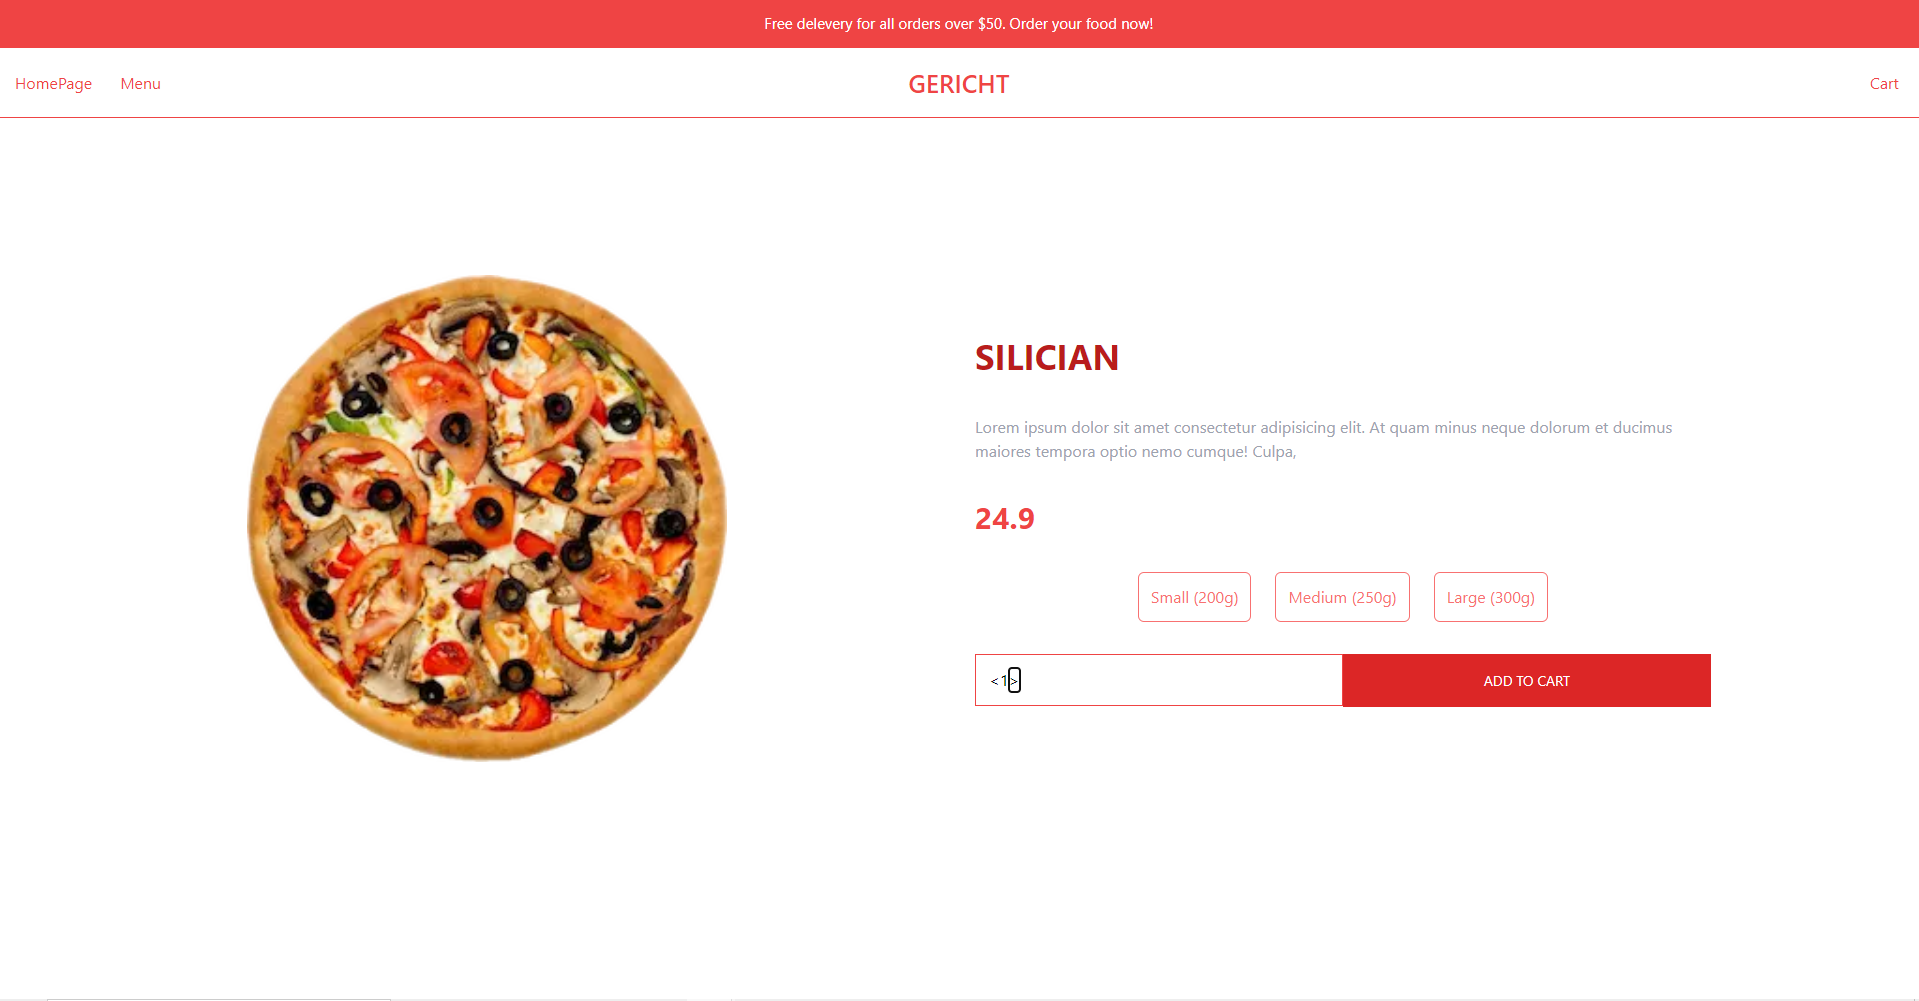 Free delevery for all orders over $50. Order your food now!
HomePage Menu GERICHT Cart
SILICIAN
Lorem ipsum dolor sit amet consectetur adipisicing elit. At quam minus neque dolorum et ducimus
maiores tempora optio nemo cumque! Culpa,
24.9
Small (200g) Medium (250g) Large (300g)
<1> ADD TO CART